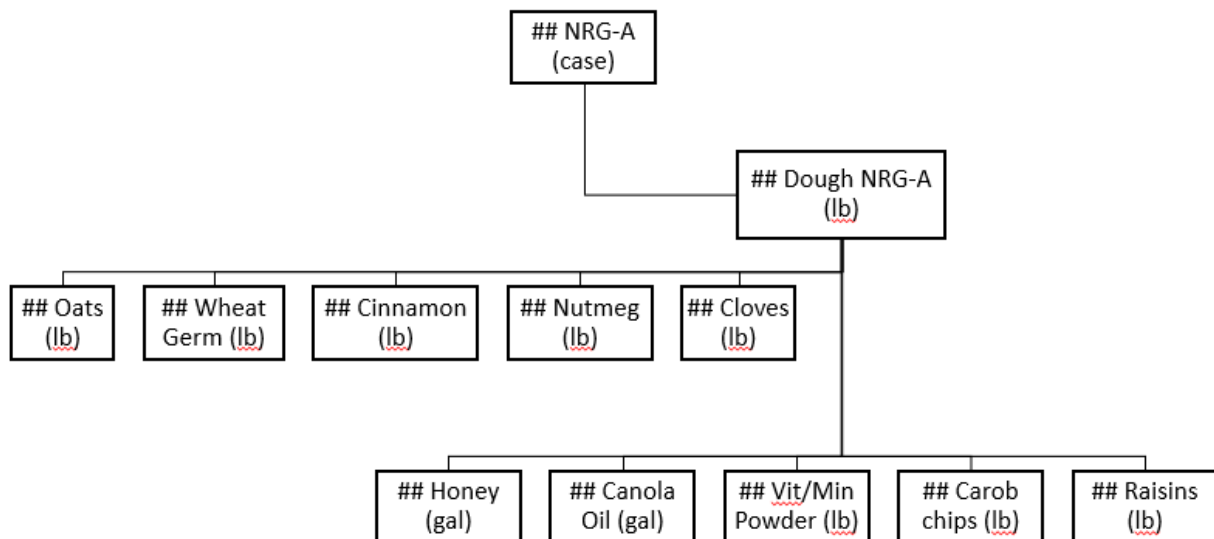 ## NRG-A
(case)
## Dough NRG-A
(lb)
## Oats
(lb)
## Wheat
Germ (lb)
## Cinnamon
(lb)
## Nutmeg
(lb)
## Cloves
(lb)
## Honey
(gal)
## Canola
Oil (gal)
## Vit/Min
Powder (lb)
## Carob
chips (lb)
## Raisins
(lb)